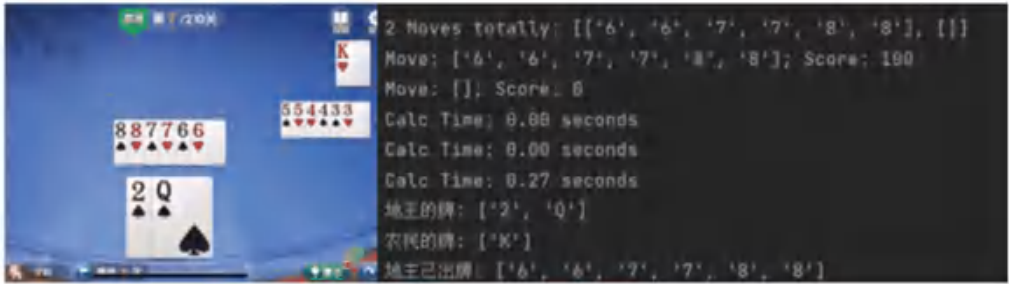 K
554433
887766
2 Q
2 Moves totally: [['6', '6', '7', '7', '8', '8'], []]
Move: ['6', '6', '7', '7', '8', '8']; Score: 100
Move: []; Score: 0
Calc Time: 0.00 seconds
Calc Time: 0.00 seconds
Calc Time: 0.27 seconds
地主的牌: ['2', 'Q']
农民的牌: ['K']
地主已出牌: ['6', '6', '7', '7', '8', '8']